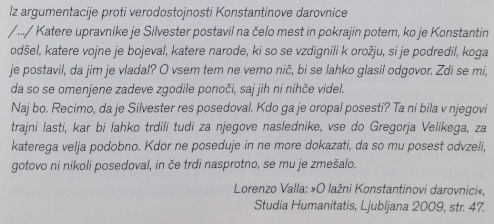 Iz argumentacije proti verodostojnosti Konstantinove darovnice
/.../ Katere upravnike je Silvester postavil na čelo mest in pokrajin potem, ko je Konstantin
odšel, katere vojne je bojeval, katere narode, ki so se vzdignili k orožju, si je podredil, koga
je postavil, da jim je vladal? O vsem tem ne vemo nič, bi se lahko glasil odgovor. Zdi se mi,
da so se omenjene zadeve zgodile ponoči, saj jih ni nihče videl.
Naj bo. Recimo, da je Silvester res posedoval. Kdo ga je oropal posesti? Ta ni bila v njegovi
trajni lasti, kar bi lahko trdili tudi za njegove naslednike, vse do Gregorja Velikega, za
katerega velja podobno. Kdor ne poseduje in ne more dokazati, da so mu posest odvzeli,
gotovo ni nikoli posedoval, in če trdi nasprotno, se mu je zmešalo.
Lorenzo Valla: »O lažni Konstantinovi darovnici«,
Studia Humanitatis, Ljubljana 2009, str. 47.